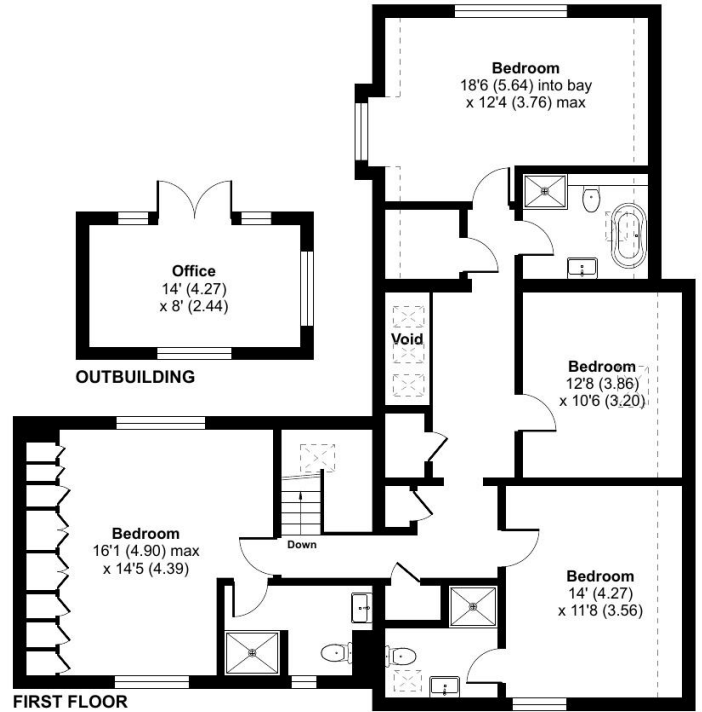 Bedroom
18'6 (5.64) into bay
x 12'4 (3.76) max
Office
14' (4.27)
x 8' (2.44)
OUTBUILDING
Void
Bedroom
12'8 (3.86)
x 10'6 (3.20)
Bedroom
16'1 (4.90) max
x 14'5 (4.39)
Down
Bedroom
14' (4.27)
x 11'8 (3.56)
FIRST FLOOR